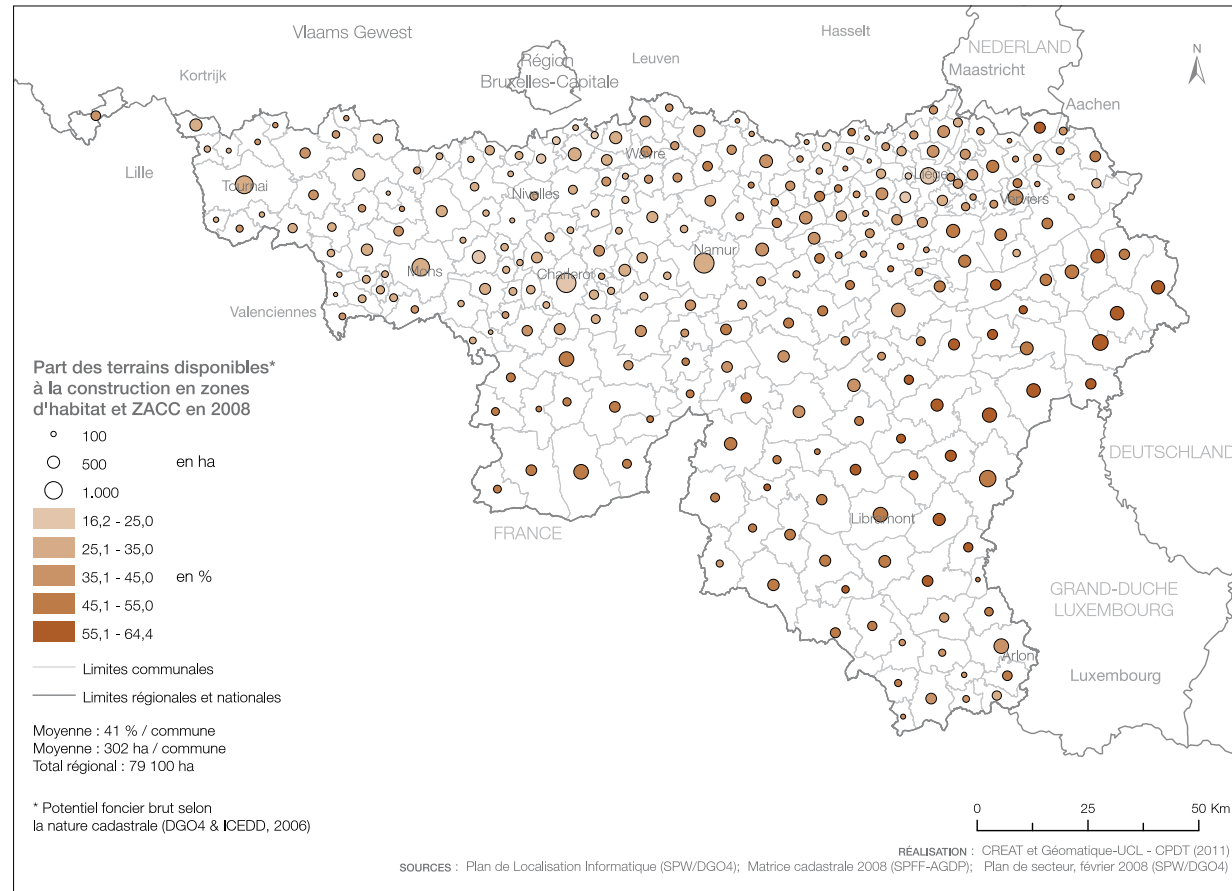 Vlaams Gewest
Hasselt
NEDERLAND
Maastricht
N
Région
Bruxelles-Capitale
Leuven
Kortrijk
Aachen
Lille
Wavre
Liège
Tournai
Nivelles
Verviers
Namur
Mons
Charleroi
Valenciennes
Part des terrains disponibles*
à la construction en zones
d'habitat et ZACC en 2008
100
500
en ha
1.000
16,2 - 25,0
25,1 - 35,0
35,1 - 45,0
en %
45,1 - 55,0
55,1 - 64,4
Limites communales
Limites régionales et nationales
Moyenne : 41 % / commune
Moyenne : 302 ha / commune
Total régional : 79 100 ha
* Potentiel foncier brut selon
la nature cadastrale (DGO4 & ICEDD, 2006)
DEUTSCHLAND
FRANCE
Libramont
GRAND-DUCHE
LUXEMBOURG
Arlon
Luxembourg
0 25 50 Km
RÉALISATION : CREAT et Géomatique-UCL - CPDT (2011)
SOURCES : Plan de Localisation Informatique (SPW/DGO4); Matrice cadastrale 2008 (SPFF-AGDP); Plan de secteur, février 2008 (SPW/DGO4)